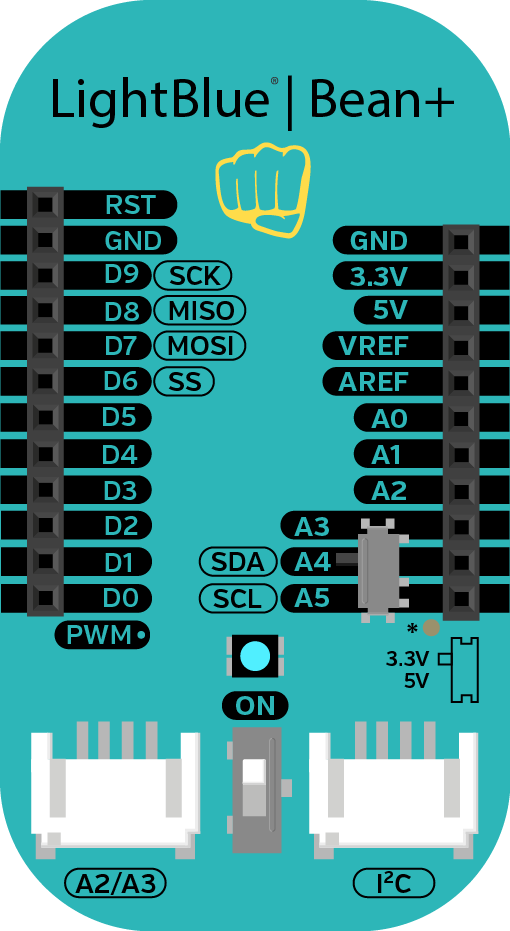 LightBlue® | Bean+
RST
GND
D9 SCK
D8 MISO
D7 MOSI
D6 SS
D5
D4
D3
D2
D1
D0
PWM•
GND
3.3V
5V
VREF
AREF
A0
A1
A2
A3
SDA A4
SCL A5
*
3.3V
5V
ON
A2/A3
I²C